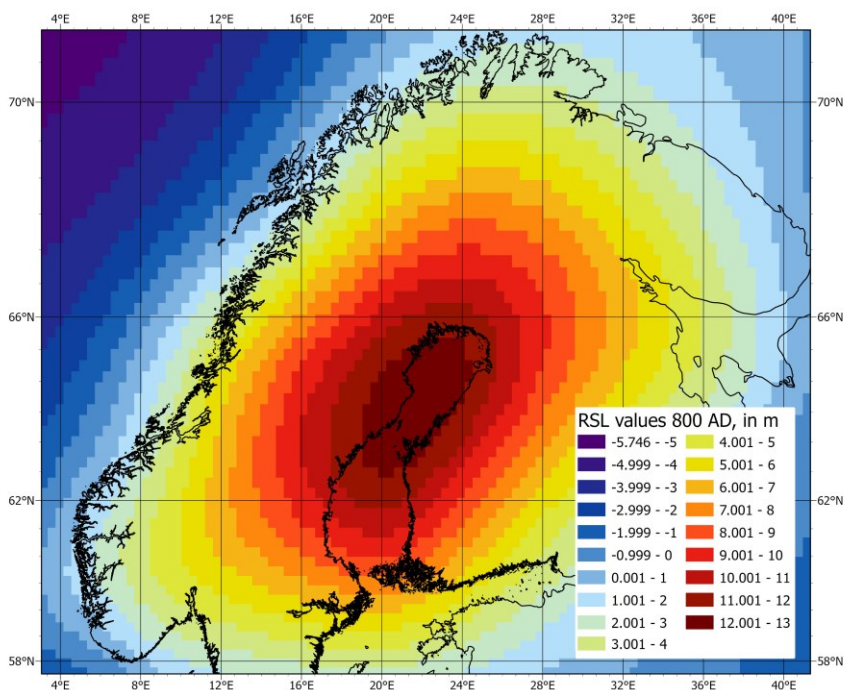 4°E 8°E 12°E 16°E 20°E 24°E 28°E 32°E 36°E 40°E
70°N 70°N
66°N 66°N
62°N 62°N
58°N 58°N
RSL values 800 AD, in m
-5.746 - -5 4.001 - 5
-4.999 - -4 5.001 - 6
-3.999 - -3 6.001 - 7
-2.999 - -2 7.001 - 8
-1.999 - -1 8.001 - 9
-0.999 - 0 9.001 - 10
0.001 - 1 10.001 - 11
1.001 - 2 11.001 - 12
2.001 - 3 12.001 - 13
3.001 - 4
4°E 8°E 12°E 16°E 20°E 24°E 28°E 32°E 36°E 40°E